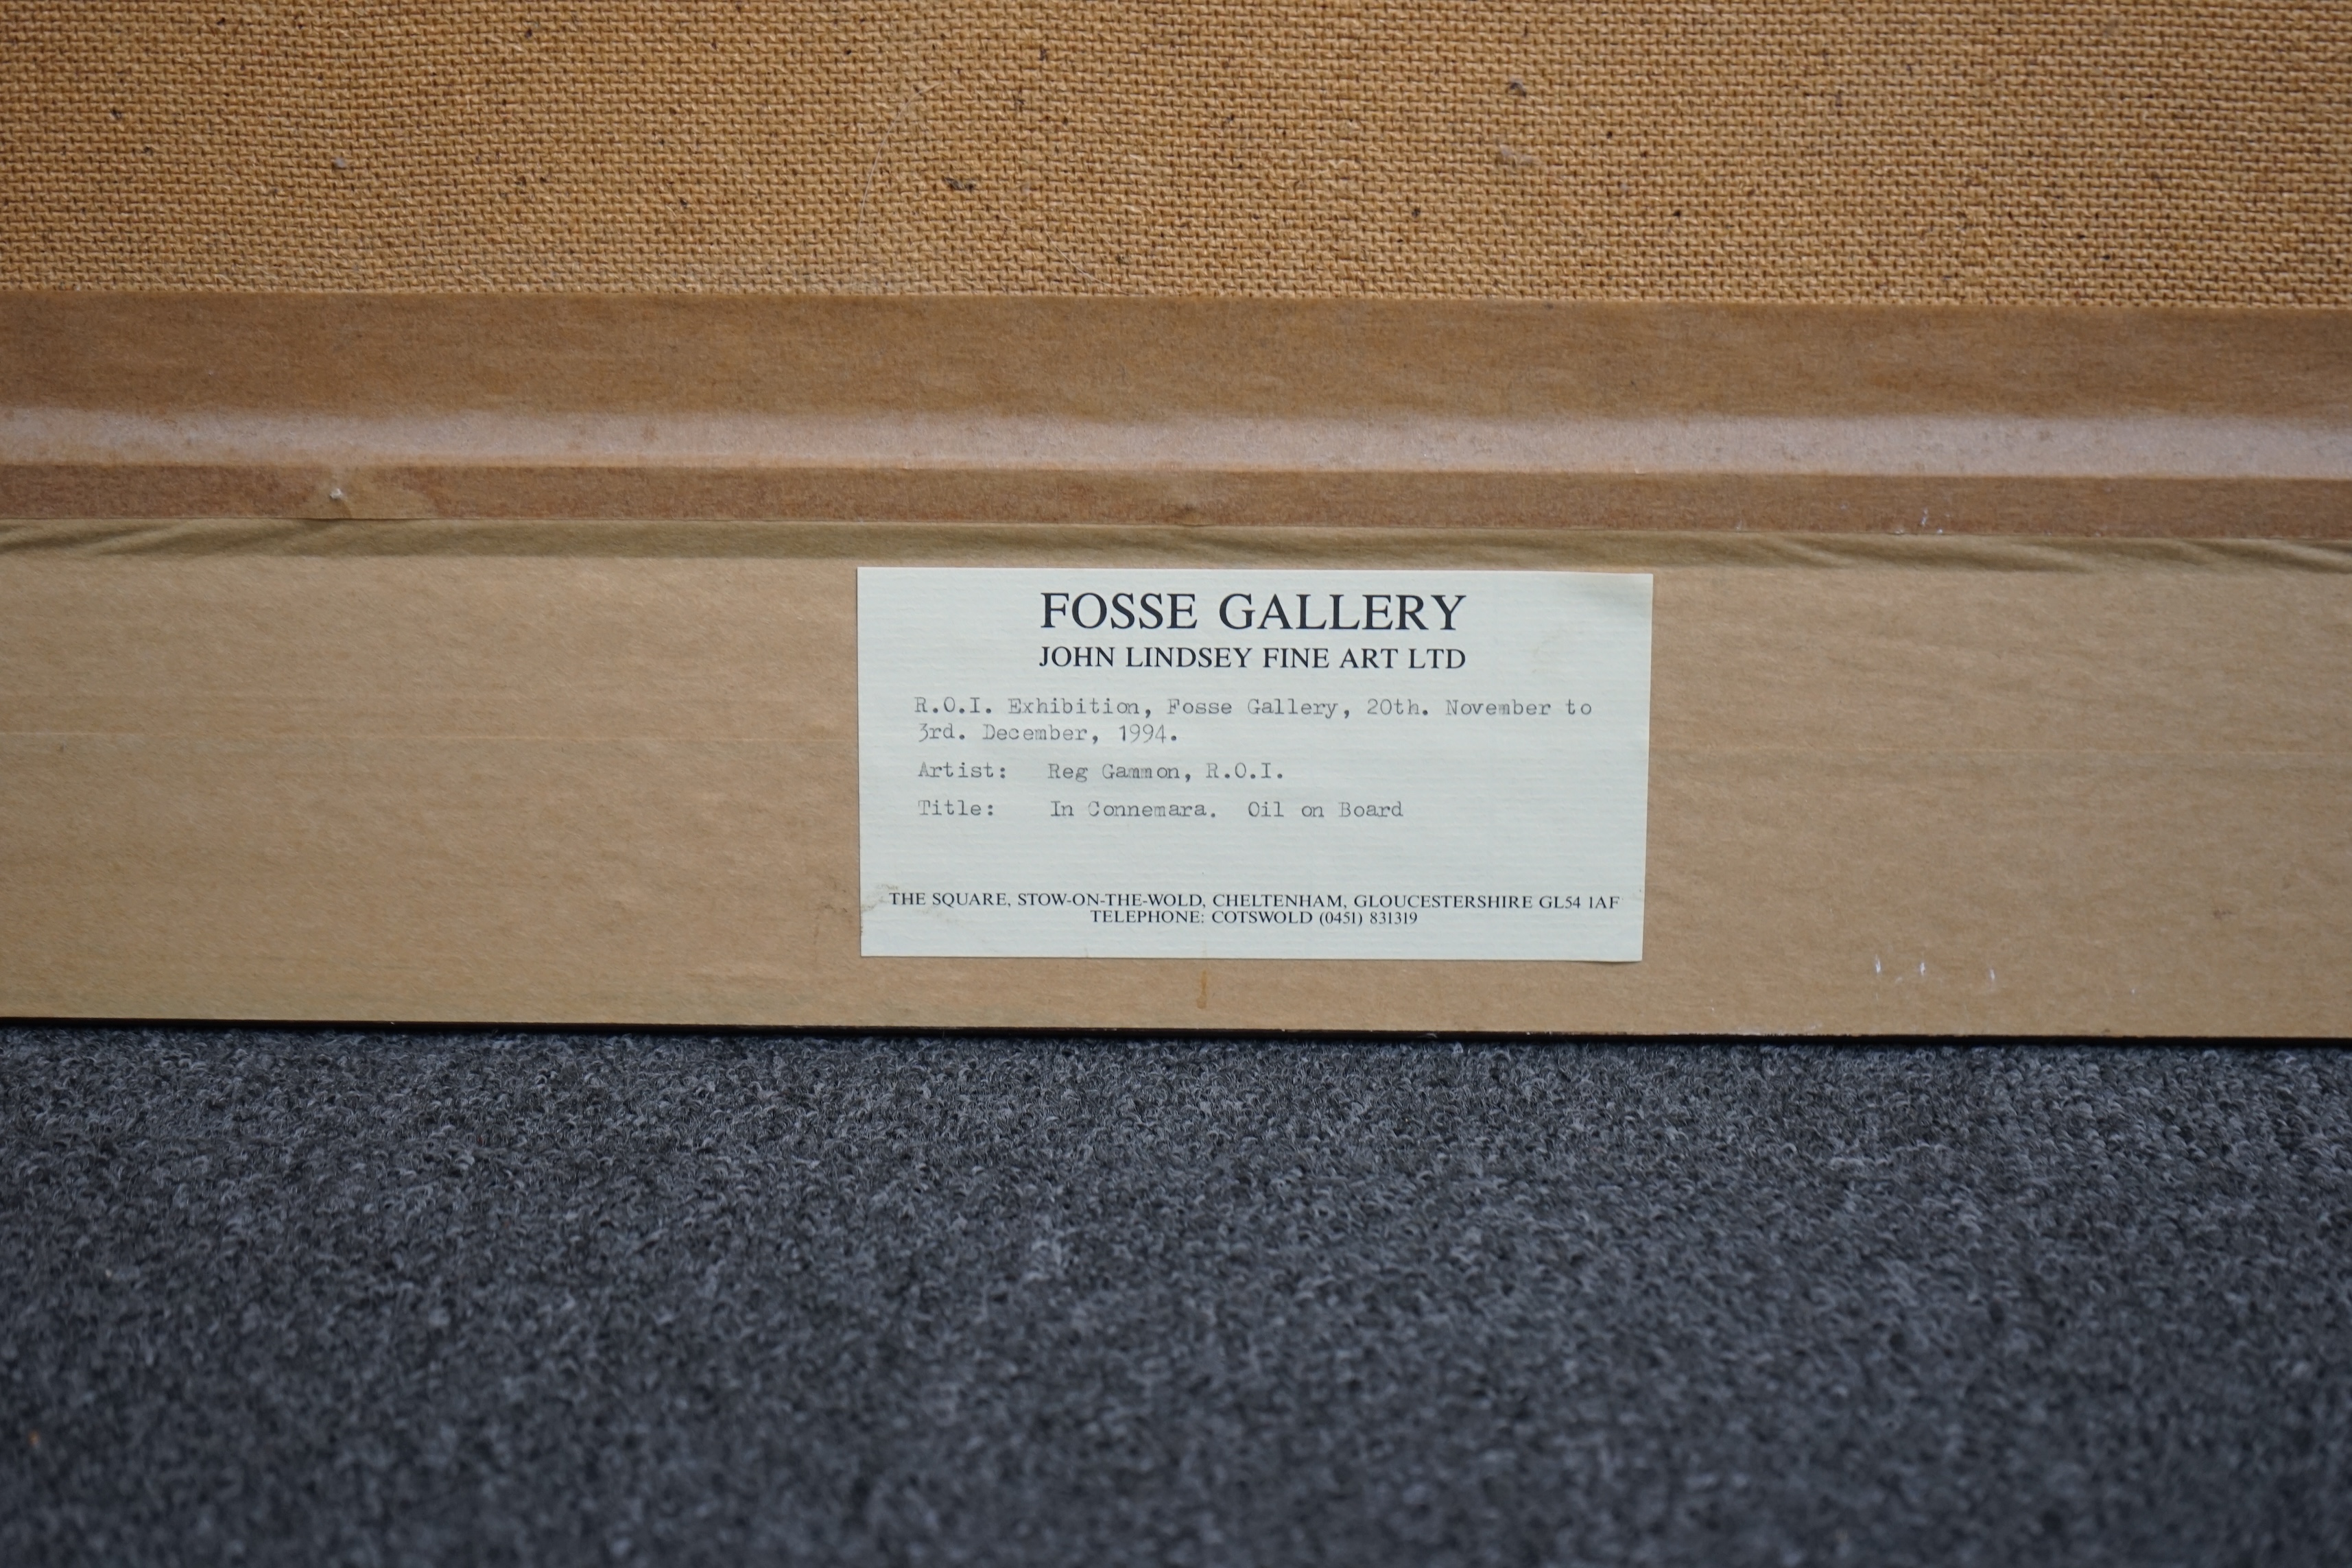 FOSSE GALLERY
JOHN LINDSEY FINE ART LTD
R.O.I. Exhibition, Fosse Gallery, 20th. November to
3rd. December, 1994.
Artist: Reg Gammon, R.O.I.
Title: In Connemara. Oil on Board
THE SQUARE, STOW-ON-THE-WOLD, CHELTENHAM, GLOUCESTERSHIRE GL54 1AF
TELEPHONE: COTSWOLD (0451) 831319